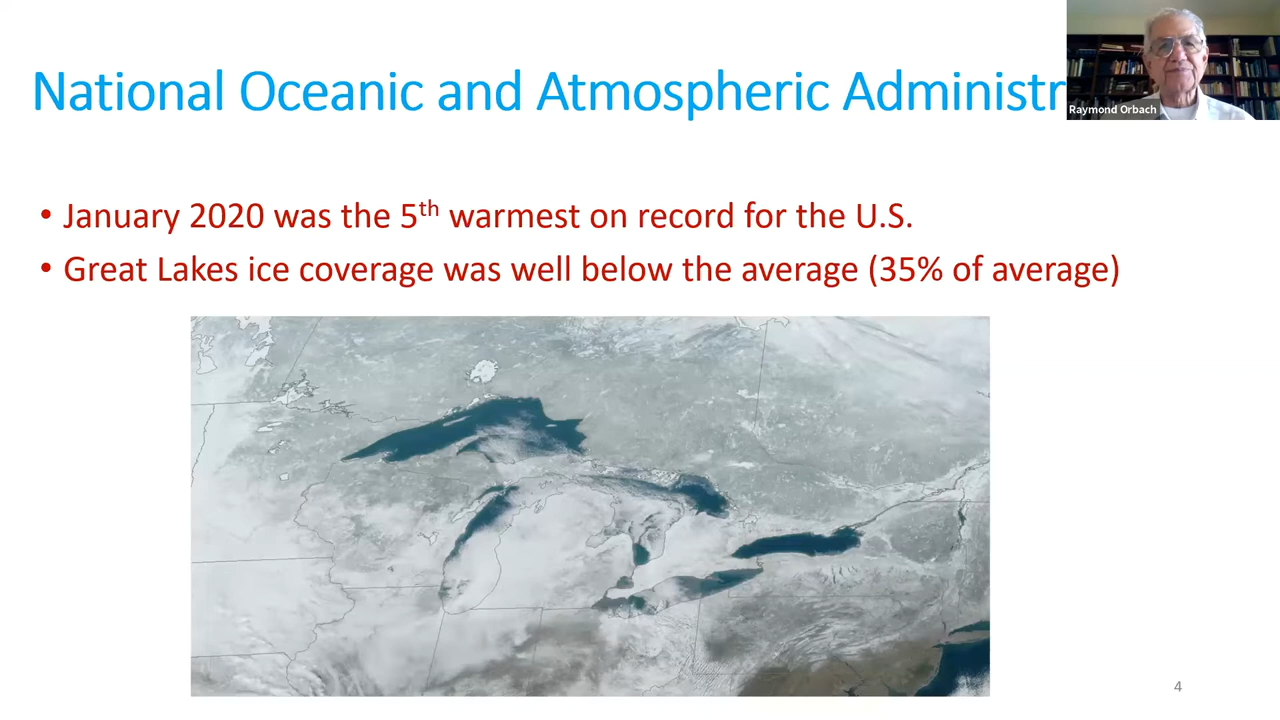 National Oceanic and Atmospheric Administr
Raymond Orbach
• January 2020 was the 5th warmest on record for the U.S.
• Great Lakes ice coverage was well below the average (35% of average)
4